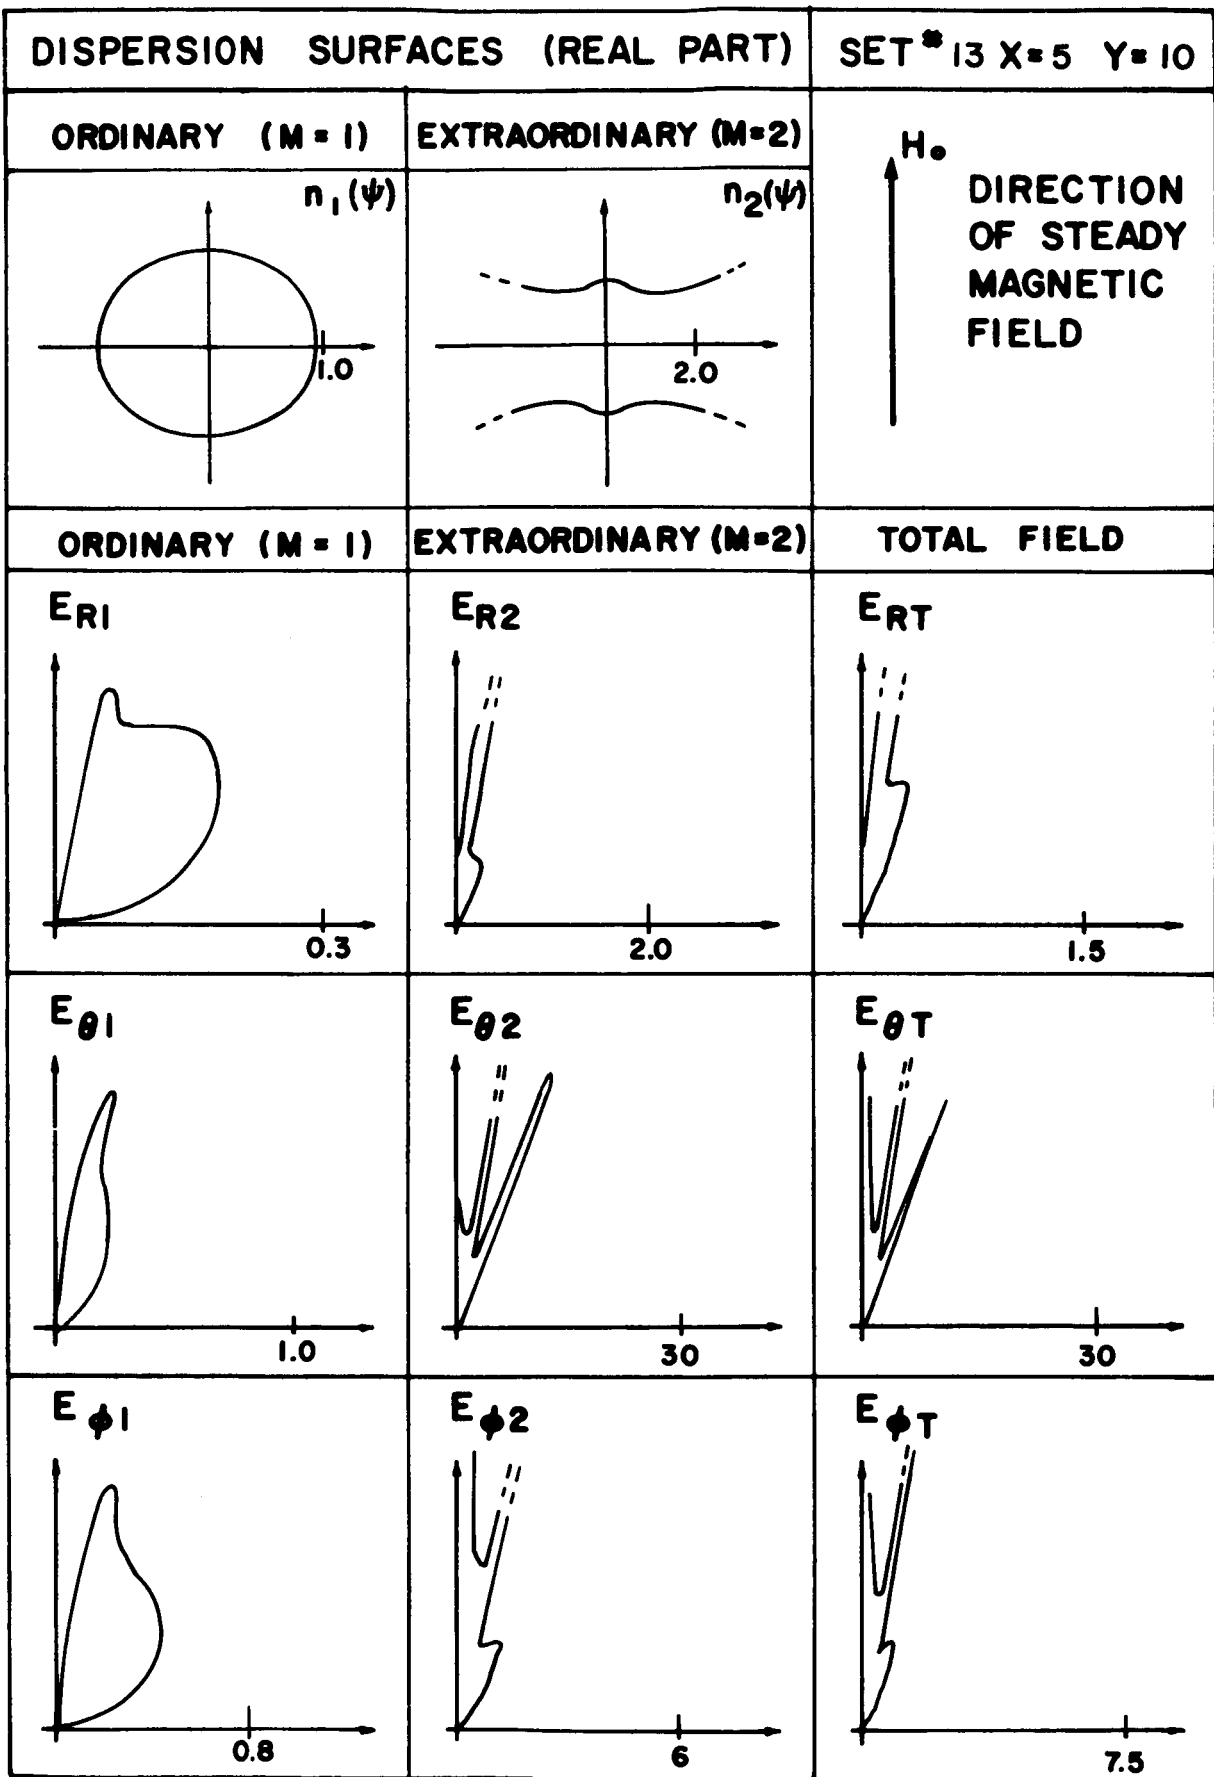 DISPERSION SURFACES (REAL PART)
SET # 13 X = 5 Y = 10
ORDINARY (M = 1)
EXTRAORDINARY (M=2)
n1(ψ)
1.0
n2(ψ)
2.0
H0
DIRECTION
OF STEADY
MAGNETIC
FIELD
ORDINARY (M = 1)
EXTRAORDINARY (M=2)
TOTAL FIELD
ER1
0.3
ER2
2.0
ERT
1.5
Eθ1
1.0
Eθ2
30
EθT
30
Eϕ1
0.8
Eϕ2
6
EϕT
7.5